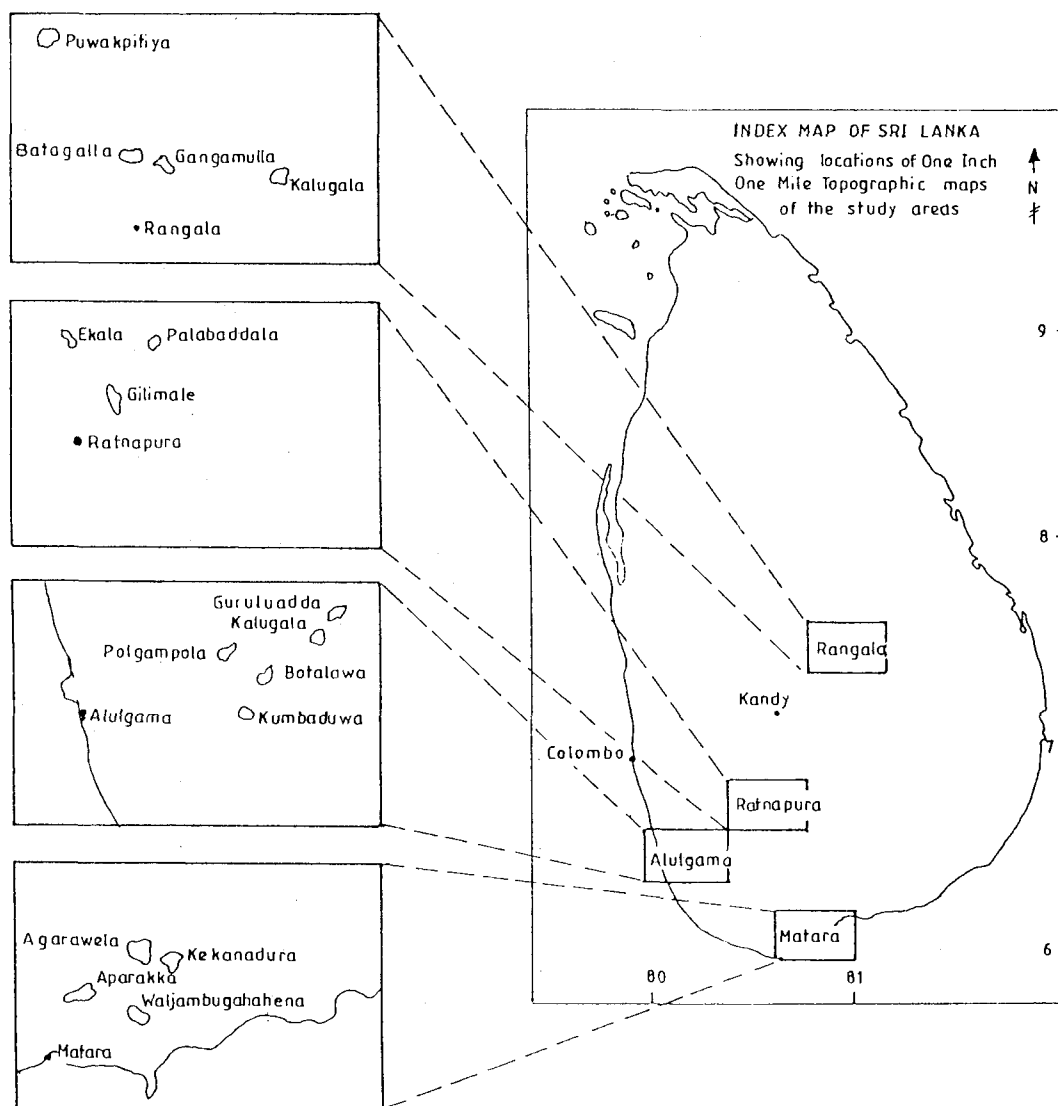 Puwakpitiya
Batagalla
Gangamulla
Kalugala
Rangala
Ekala
Palabaddala
Gilimale
Ratnapura
Guruluadda
Kalugala
Polgampola
Botalawa
Alutgama
Kumbaduwa
Agarawela
Kekanadura
Aparakka
Waljambugahahena
Matara
INDEX MAP OF SRI LANKA
Showing locations of One Inch
One Mile Topographic maps
of the study areas
N
9
8
Rangala
Kandy
7
Colombo
Ratnapura
Alutgama
Matara
6
80
81